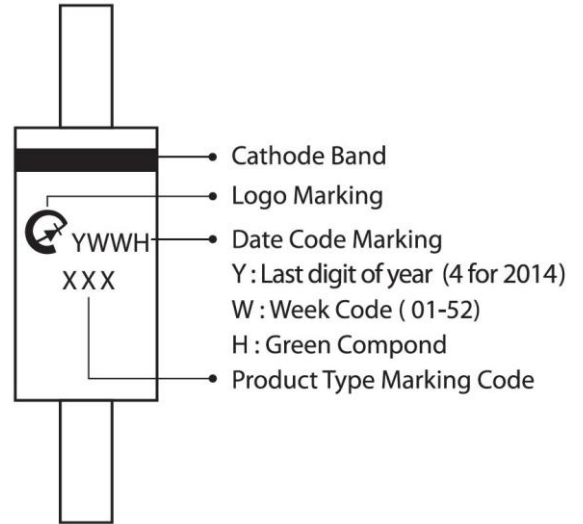 Cathode Band
Logo Marking
YWWH
Date Code Marking
XXX
Y : Last digit of year (4 for 2014)
W : Week Code ( 01-52)
H : Green Compond
Product Type Marking Code